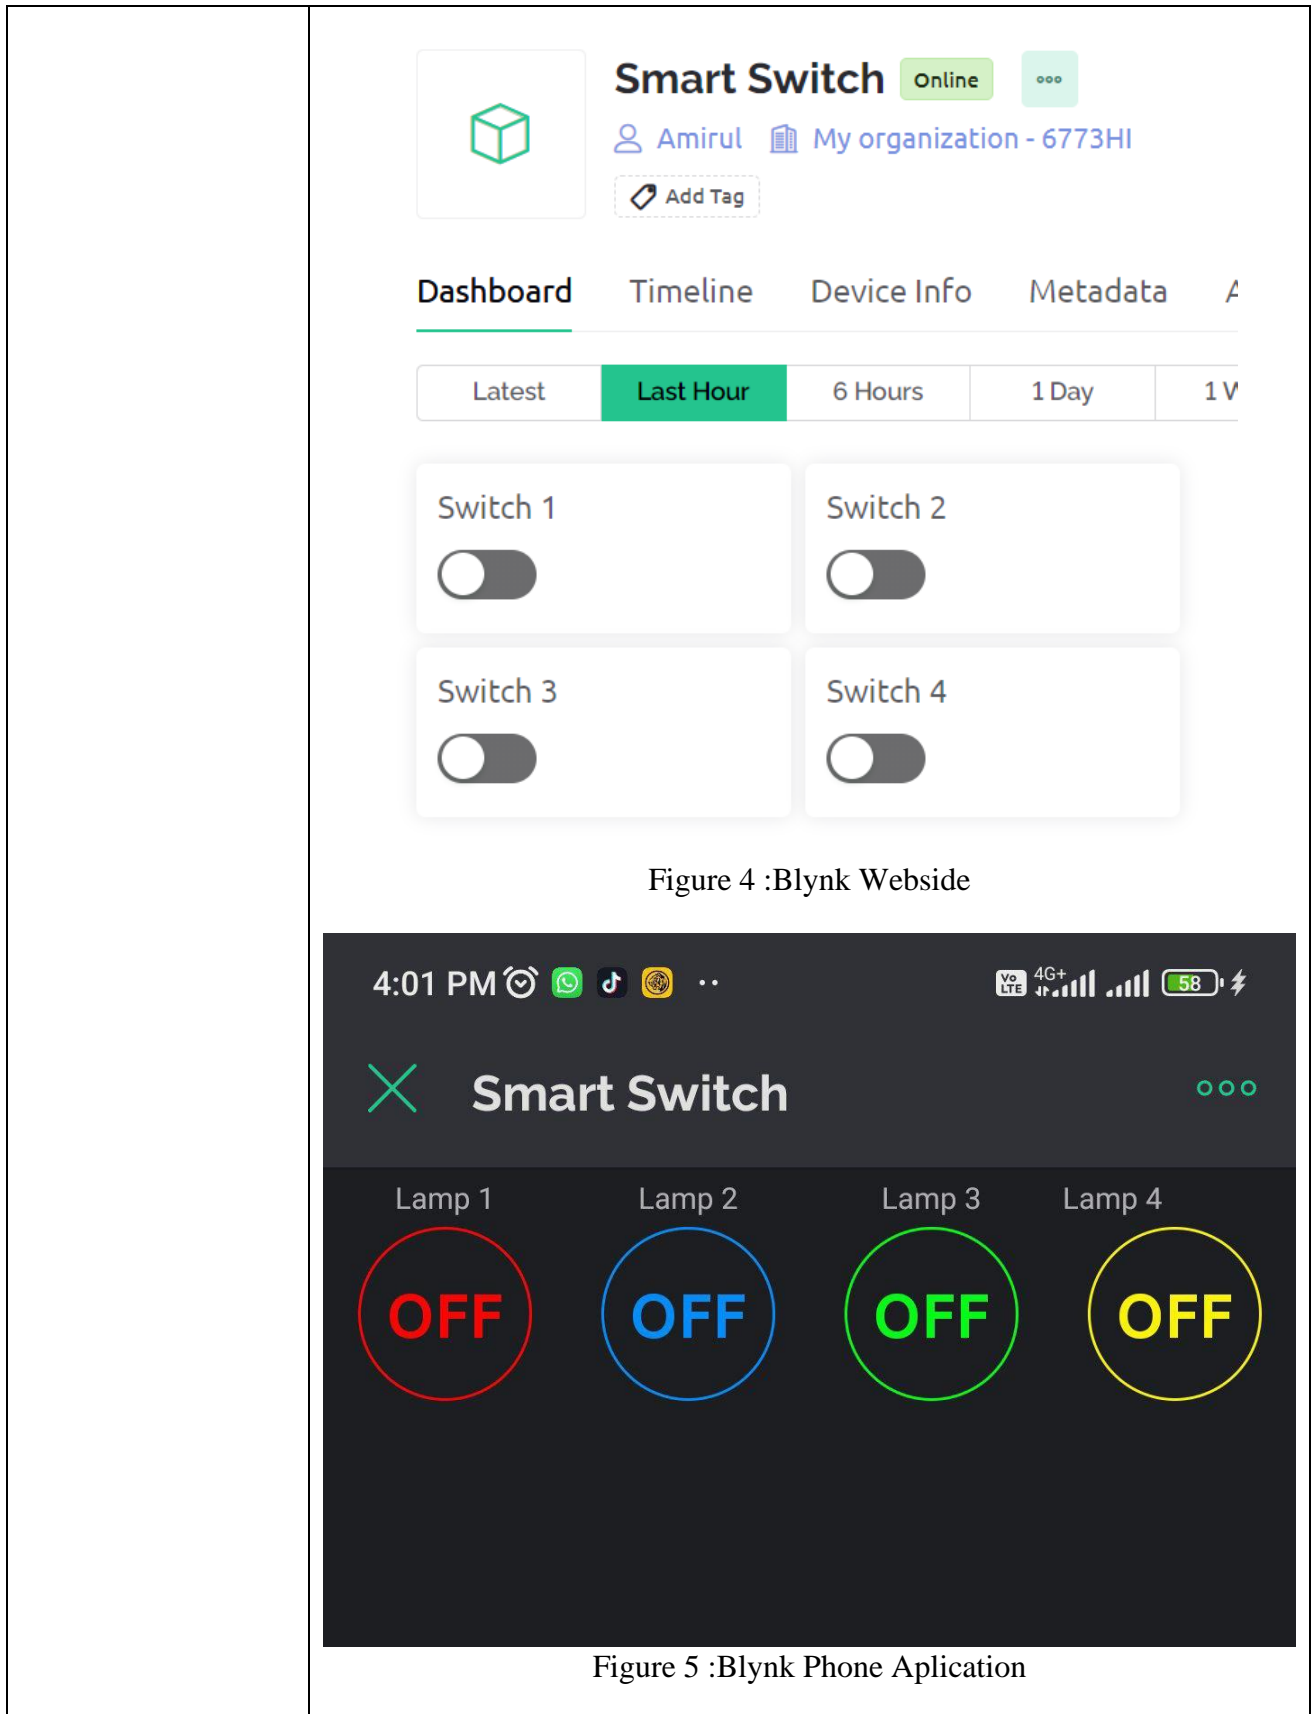 Smart Switch Online
Amirul My organization - 6773HI
Add Tag
Dashboard Timeline Device Info Metadata A
Latest Last Hour 6 Hours 1 Day 1 W
Switch 1 Switch 2
Switch 3 Switch 4
Figure 4 :Blynk Webside
4:01 PM Vo LTE 4G+ 58
Smart Switch
Lamp 1 Lamp 2 Lamp 3 Lamp 4
OFF OFF OFF OFF
Figure 5 :Blynk Phone Aplication